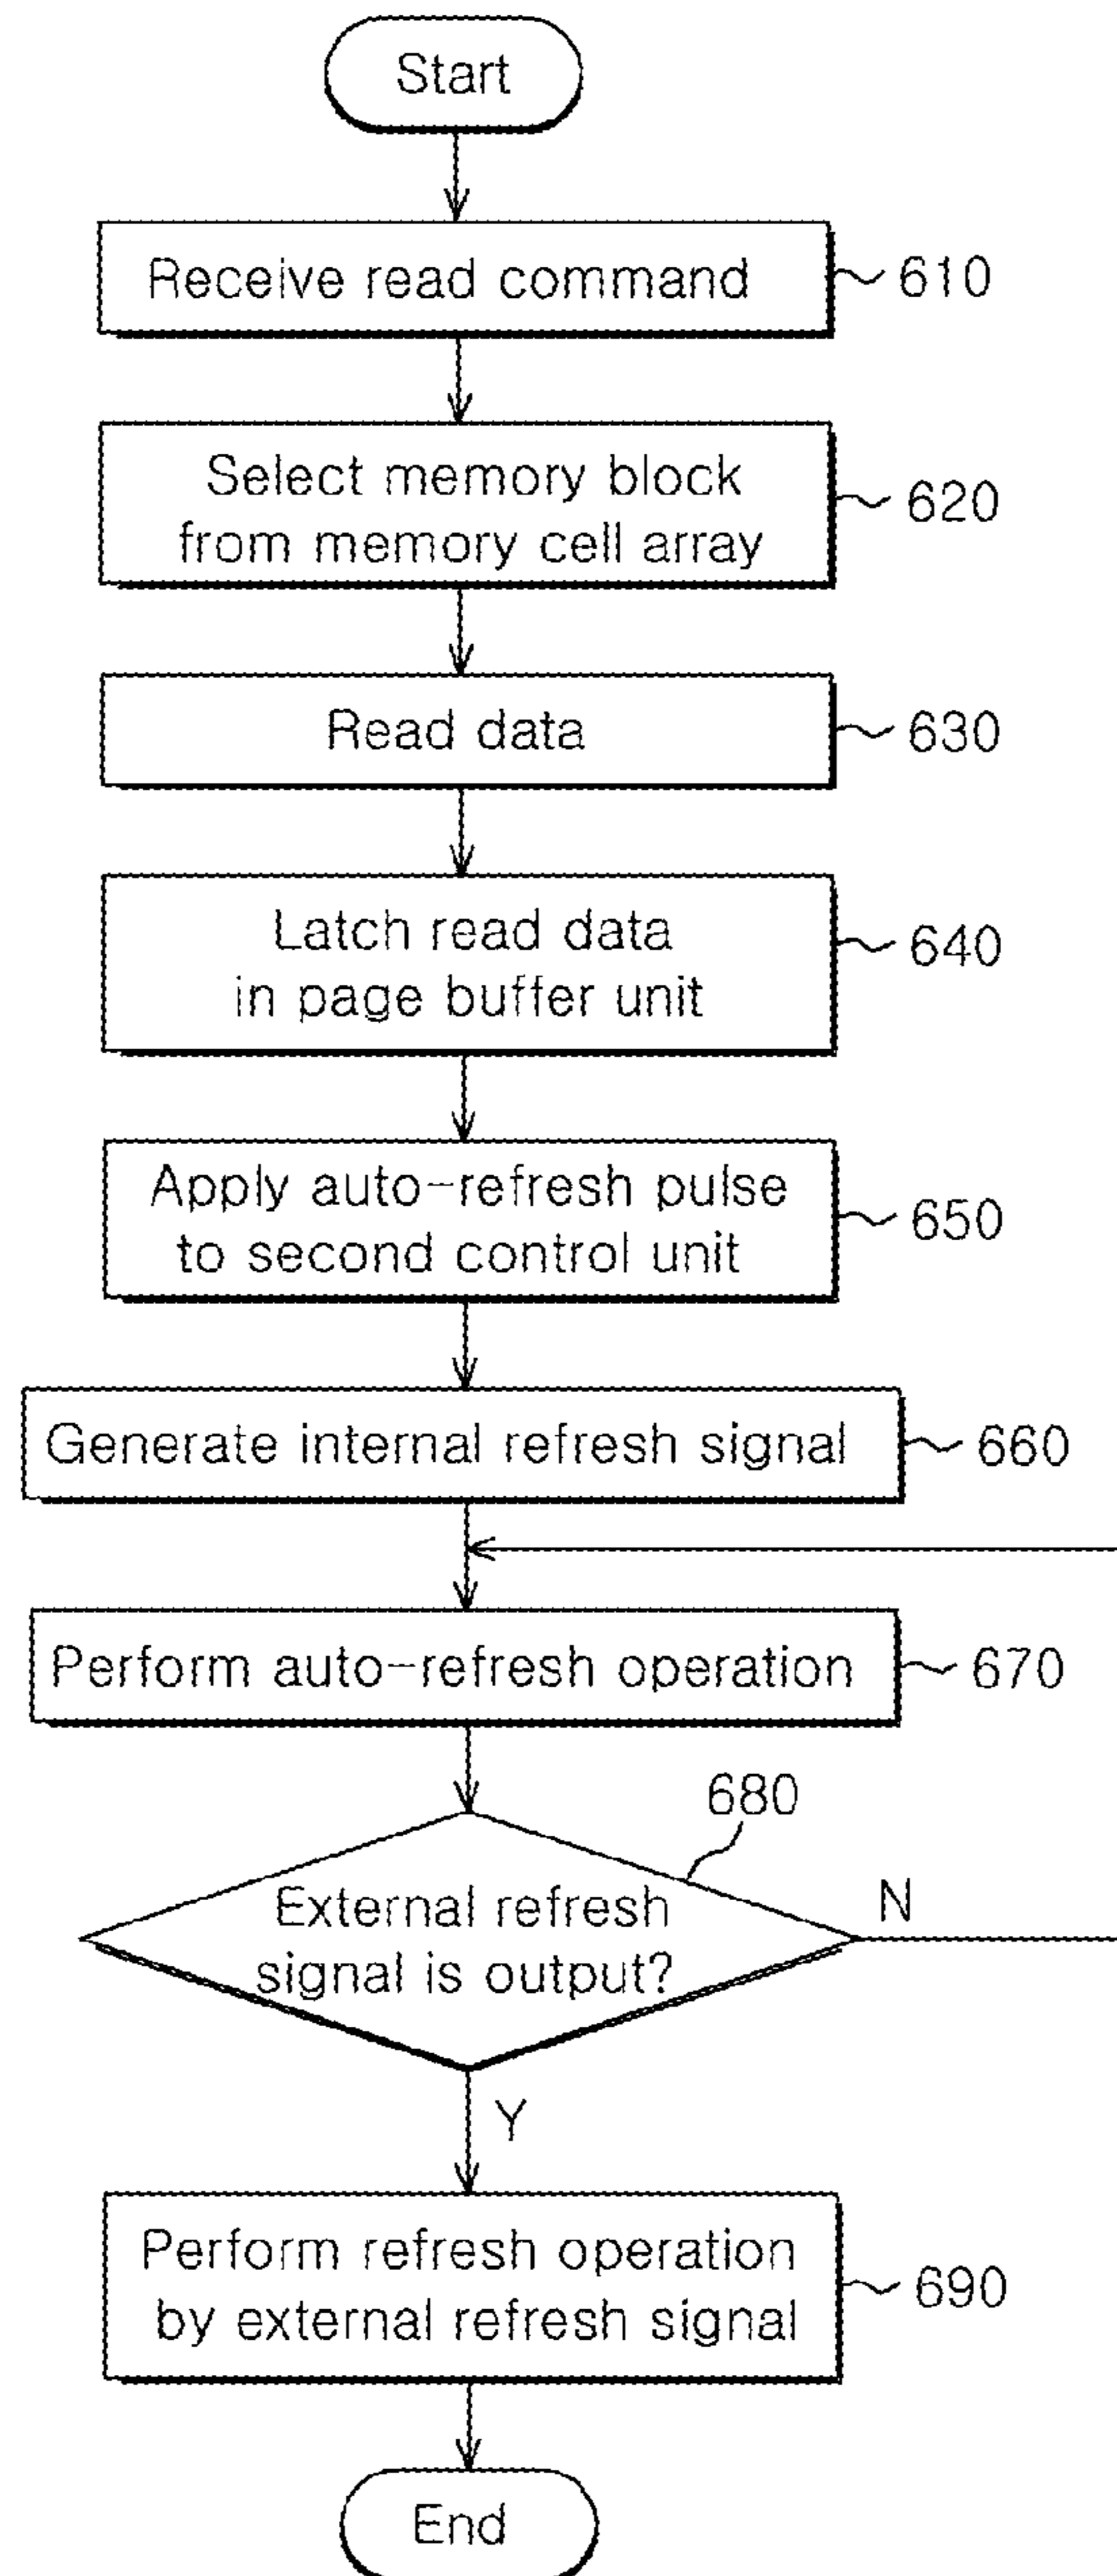 Start
Receive read command
610
Select memory block
from memory cell array
620
Read data
630
Latch read data
in page buffer unit
640
Apply auto-refresh pulse
to second control unit
650
Generate internal refresh signal
660
Perform auto-refresh operation
670
680
External refresh
signal is output?
N
Y
Perform refresh operation
by external refresh signal
690
End